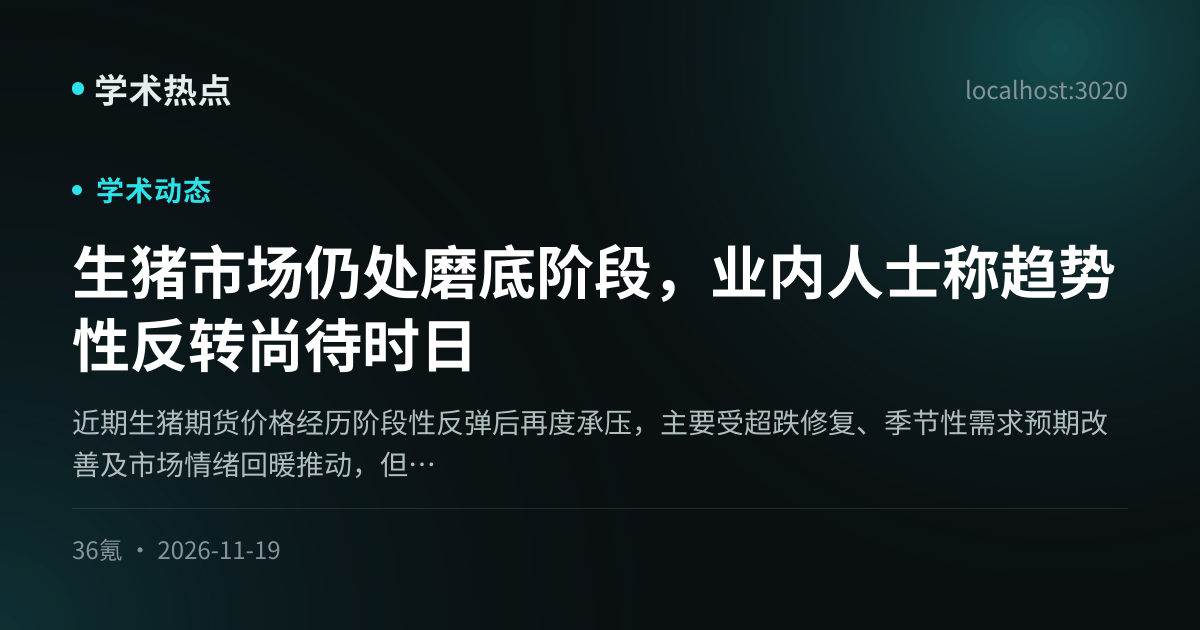 学术热点
localhost:3020
学术动态
生猪市场仍处磨底阶段，业内人士称趋势
性反转尚待时日
近期生猪期货价格经历阶段性反弹后再度承压，主要受超跌修复、季节性需求预期改
善及市场情绪回暖推动，但…
36氪 · 2026-11-19